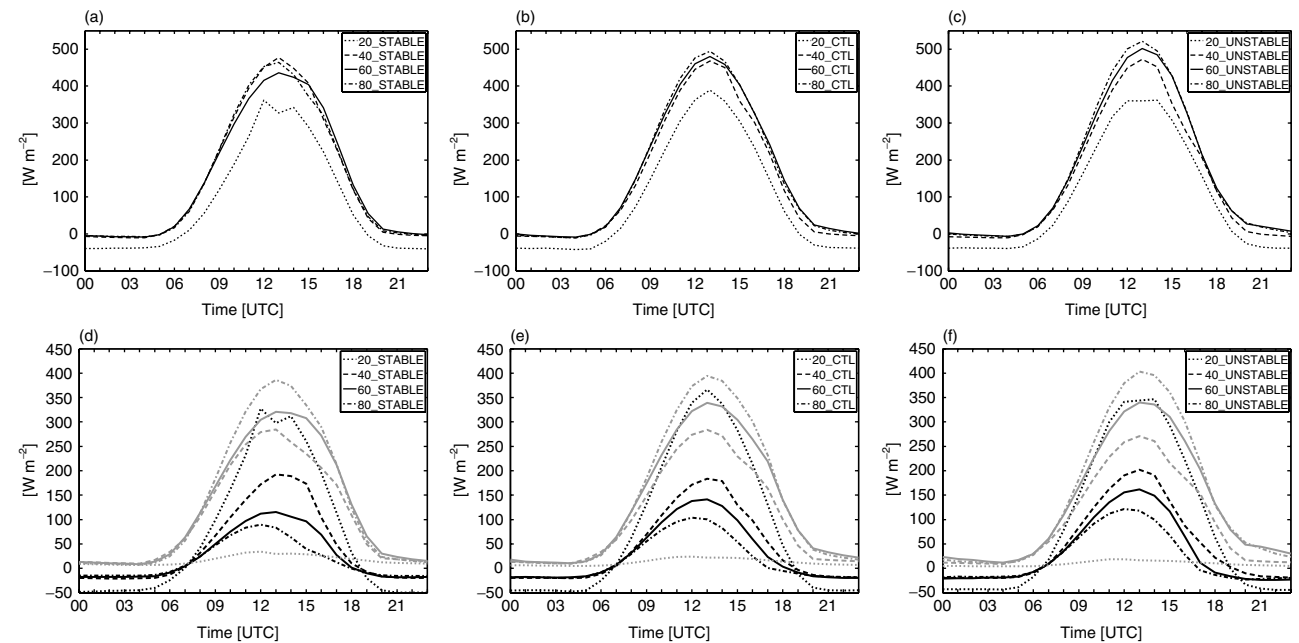 (a)
[W m−2]
500
400
300
200
100
0
−100
20_STABLE
40_STABLE
60_STABLE
80_STABLE
00 03 06 09 12 15 18 21
Time [UTC]
(b)
[W m−2]
500
400
300
200
100
0
−100
20_CTL
40_CTL
60_CTL
80_CTL
00 03 06 09 12 15 18 21
Time [UTC]
(c)
[W m−2]
500
400
300
200
100
0
−100
20_UNSTABLE
40_UNSTABLE
60_UNSTABLE
80_UNSTABLE
00 03 06 09 12 15 18 21
Time [UTC]
(d)
[W m−2]
450
400
350
300
250
200
150
100
50
0
−50
20_STABLE
40_STABLE
60_STABLE
80_STABLE
00 03 06 09 12 15 18 21
Time [UTC]
(e)
[W m−2]
450
400
350
300
250
200
150
100
50
0
−50
20_CTL
40_CTL
60_CTL
80_CTL
00 03 06 09 12 15 18 21
Time [UTC]
(f)
[W m−2]
450
400
350
300
250
200
150
100
50
0
−50
20_UNSTABLE
40_UNSTABLE
60_UNSTABLE
80_UNSTABLE
00 03 06 09 12 15 18 21
Time [UTC]